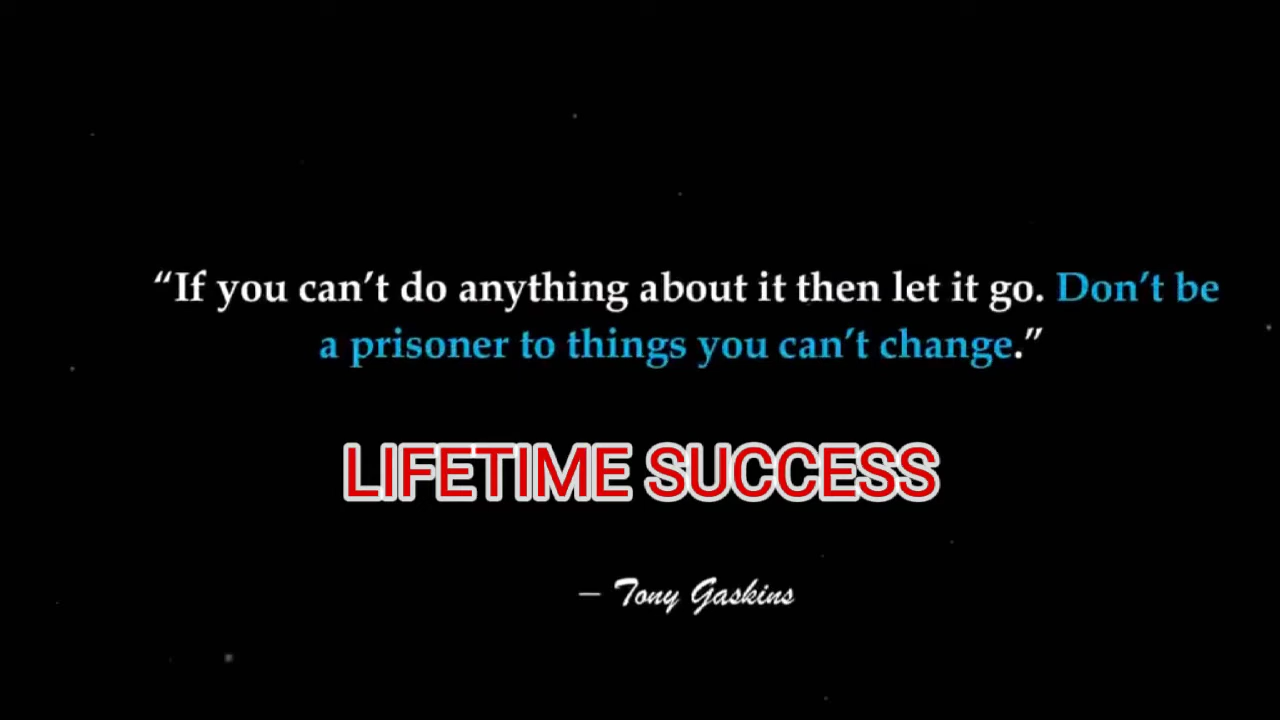 “If you can’t do anything about it then let it go. Don’t be
a prisoner to things you can’t change.”
LIFETIME SUCCESS
– Tony Gaskins